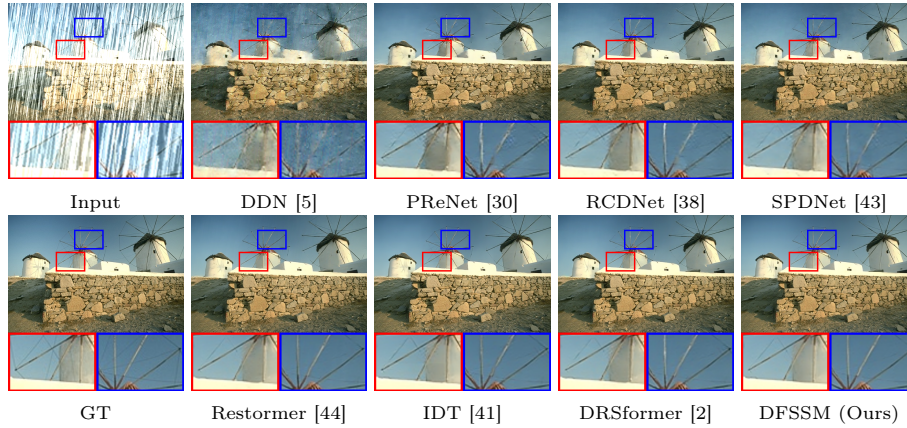 Input DDN [5] PReNet [30] RCDNet [38] SPDNet [43]
GT Restormer [44] IDT [41] DRSformer [2] DFSSM (Ours)